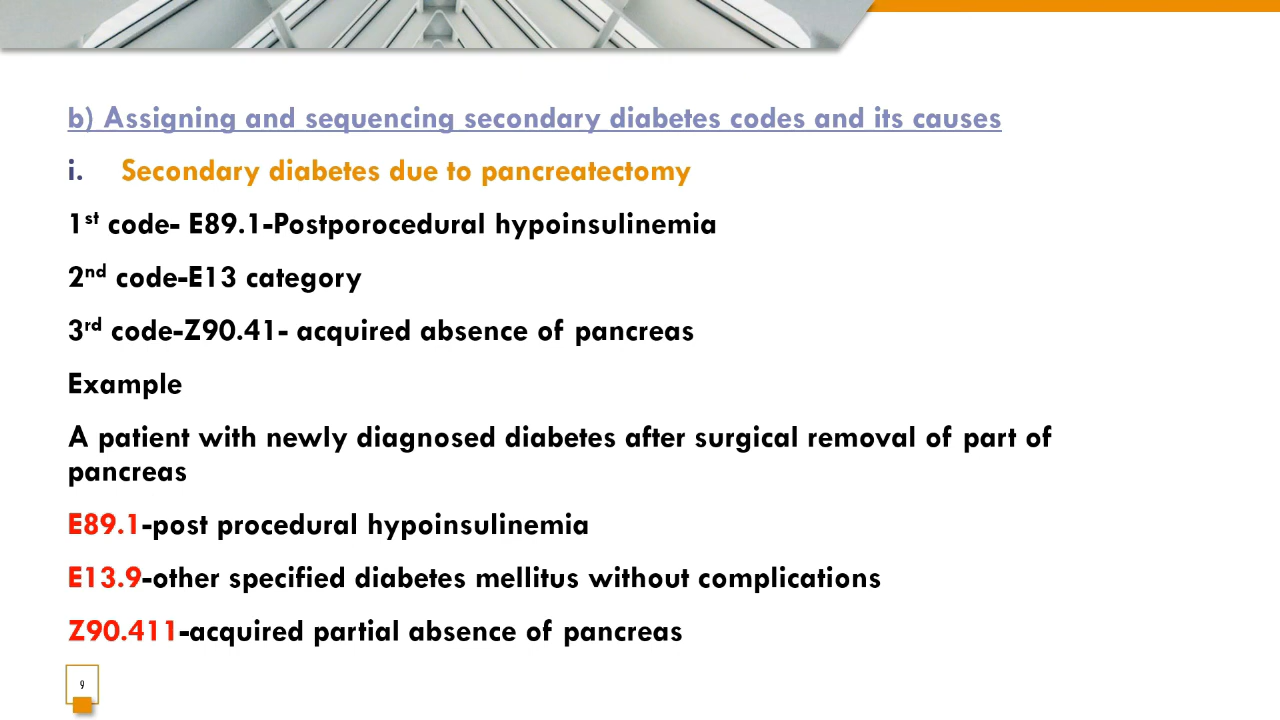 b) Assigning and sequencing secondary diabetes codes and its causes
i. Secondary diabetes due to pancreatectomy
1st code- E89.1-Postporocedural hypoinsulinemia
2nd code-E13 category
3rd code-Z90.41- acquired absence of pancreas
Example
A patient with newly diagnosed diabetes after surgical removal of part of
pancreas
E89.1-post procedural hypoinsulinemia
E13.9-other specified diabetes mellitus without complications
Z90.411-acquired partial absence of pancreas
9